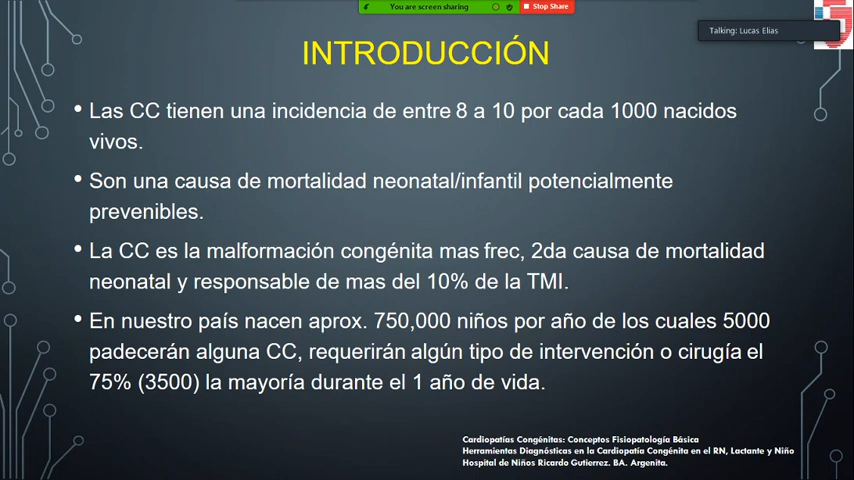 You are screen sharing
Stop Share
Talking: Lucas Elias
INTRODUCCIÓN
• Las CC tienen una incidencia de entre 8 a 10 por cada 1000 nacidos
vivos.
• Son una causa de mortalidad neonatal/infantil potencialmente
prevenibles.
• La CC es la malformación congénita mas frec, 2da causa de mortalidad
neonatal y responsable de mas del 10% de la TMI.
• En nuestro país nacen aprox. 750,000 niños por año de los cuales 5000
padecerán alguna CC, requerirán algún tipo de intervención o cirugía el
75% (3500) la mayoría durante el 1 año de vida.
Cardiopatías Congénitas: Conceptos Fisiopatología Básica
Herramientas Diagnósticas en la Cardiopatía Congénita en el RN, Lactante y Niño
Hospital de Niños Ricardo Gutierrez. BA. Argenita.